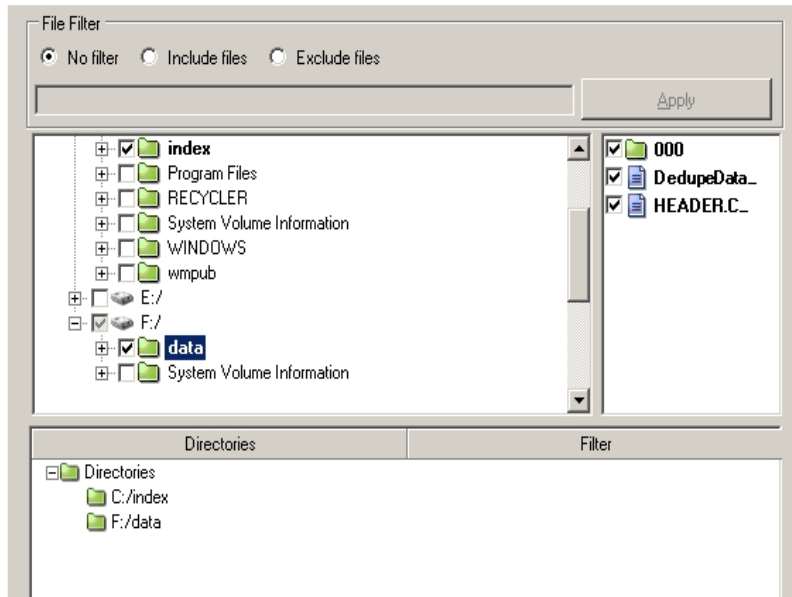 File Filter
No filter Include files Exclude files
Apply
index
Program Files
RECYCLER
System Volume Information
WINDOWS
wmpub
E:/
F:/
data
System Volume Information
000
DedupeData_
HEADER.C_
Directories Filter
Directories
C:/index
F:/data